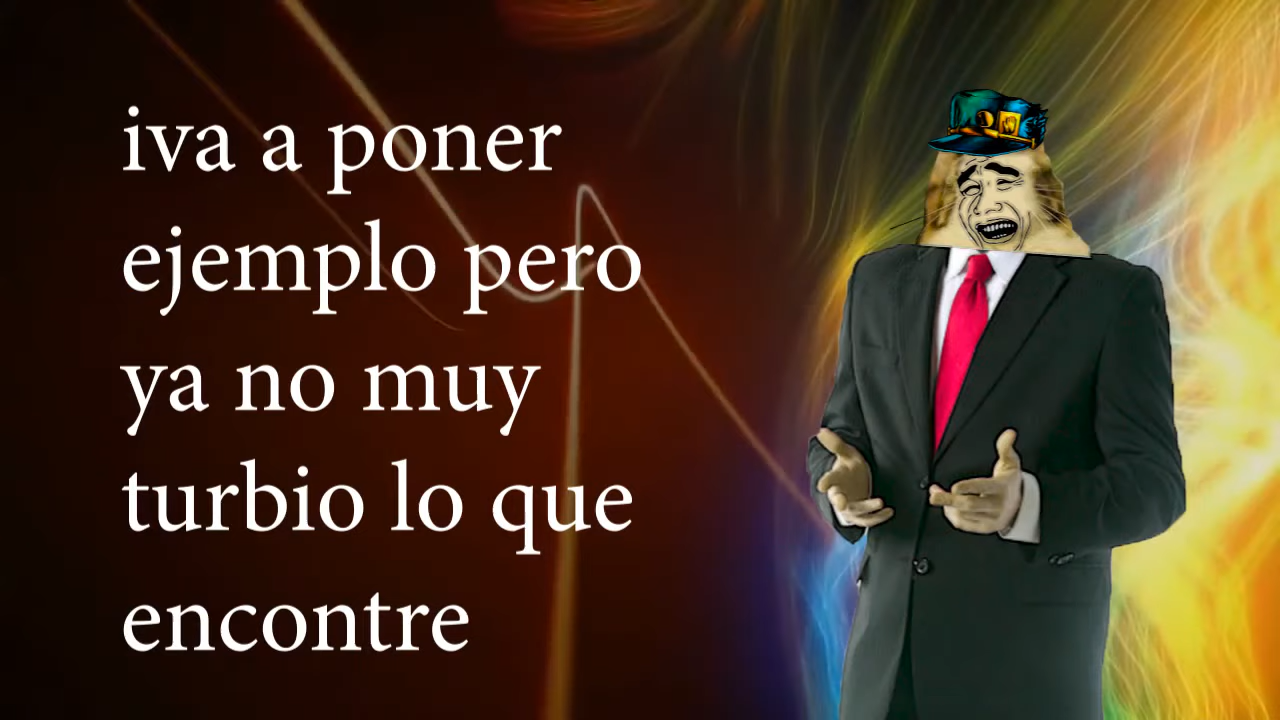 iva a poner
ejemplo pero
ya no muy
turbio lo que
encontre